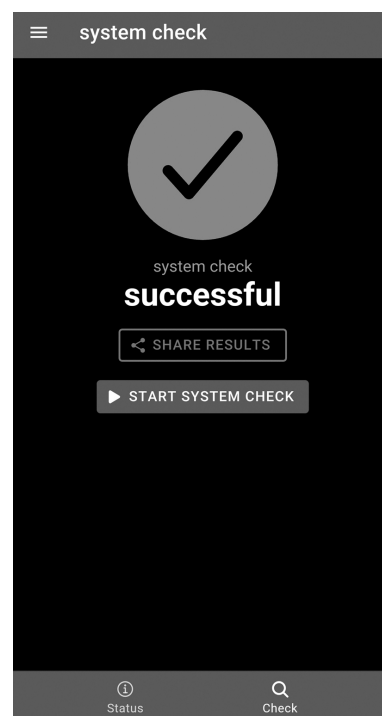 system check
system check
successful
SHARE RESULTS
START SYSTEM CHECK
Status
Check